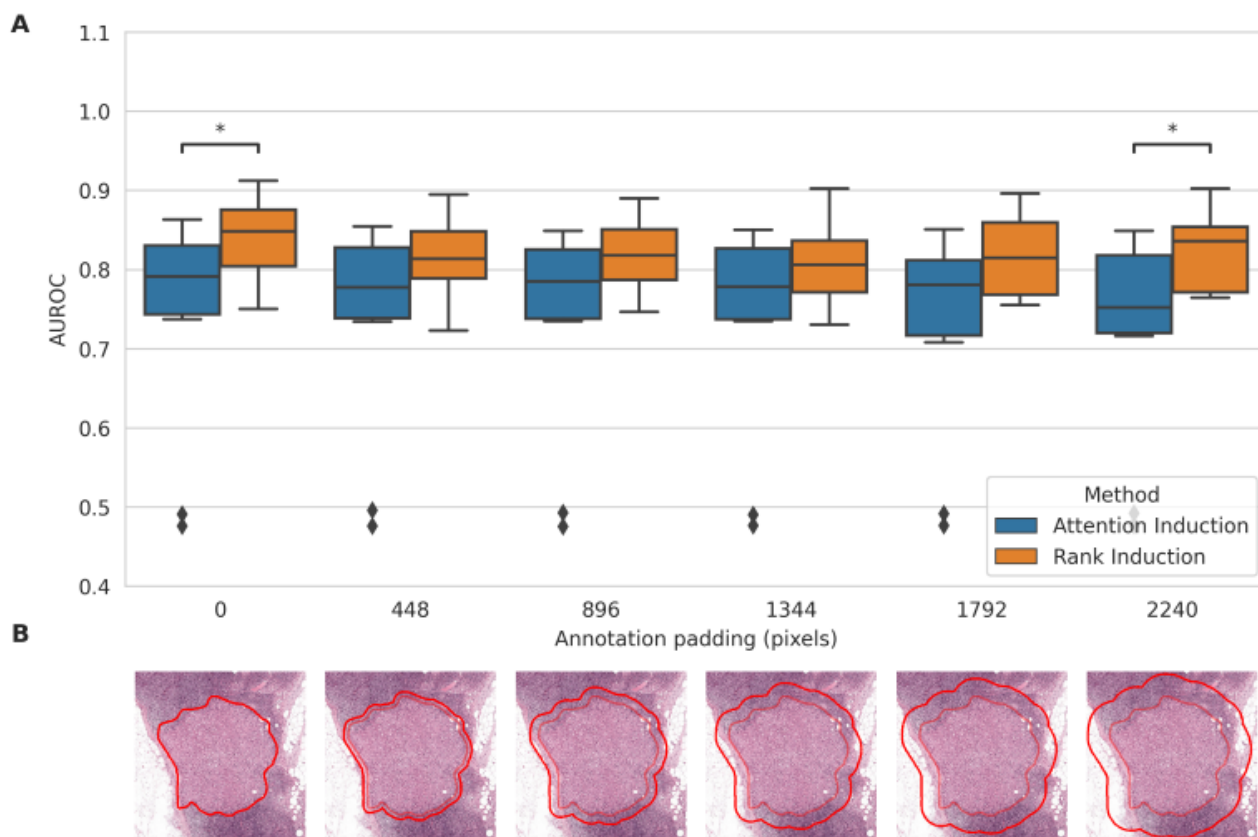 A
1.1
1.0
0.9
0.8
0.7
0.6
0.5
0.4
AUROC
*
*
Method
Attention Induction
Rank Induction
0 448 896 1344 1792 2240
Annotation padding (pixels)
B